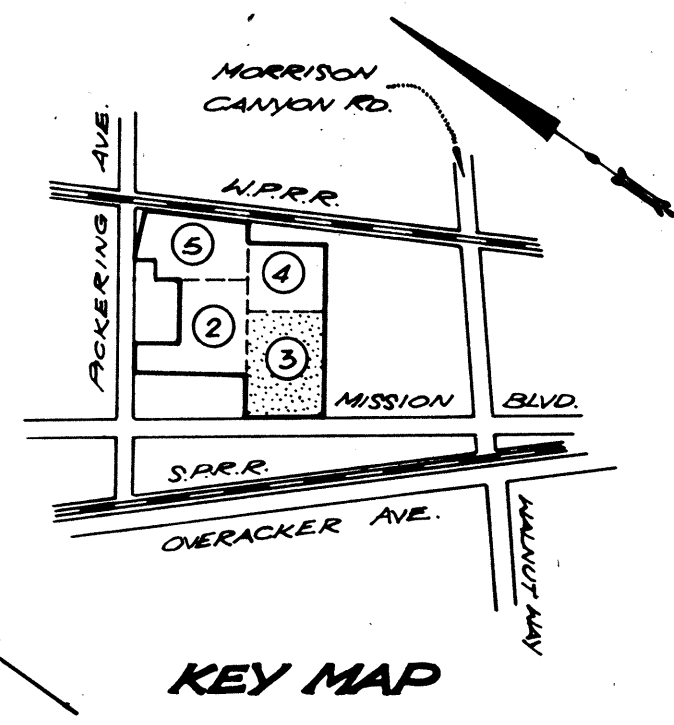 MORRISON
CANYON RD.
PICKERING AVE.
W.P.R.R.
5
4
2
3
MISSION BLVD.
S.P.R.R.
OVERACKER AVE.
WALNUT WAY
KEY MAP